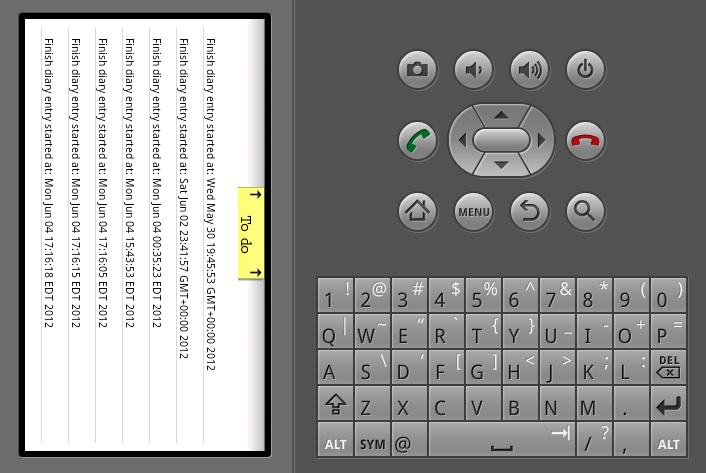 To do
Finish diary entry started at: Wed May 30 19:45:53 GMT+00:00 2012
Finish diary entry started at: Sat Jun 02 23:41:57 GMT+00:00 2012
Finish diary entry started at: Mon Jun 04 00:35:23 EDT 2012
Finish diary entry started at: Mon Jun 04 15:43:53 EDT 2012
Finish diary entry started at: Mon Jun 04 17:16:05 EDT 2012
Finish diary entry started at: Mon Jun 04 17:16:15 EDT 2012
Finish diary entry started at: Mon Jun 04 17:16:18 EDT 2012
MENU
1 ! 2 @ 3 # 4 $ 5 % 6 ^ 7 & 8 * 9 ( 0 )
Q | W ~ E “ R ` T { Y } U _ I - O + P =
A S \ D ‘ F [ G ] H < J > K ; L : DEL
Z X C V B N M .
ALT SYM @ / ? , ALT